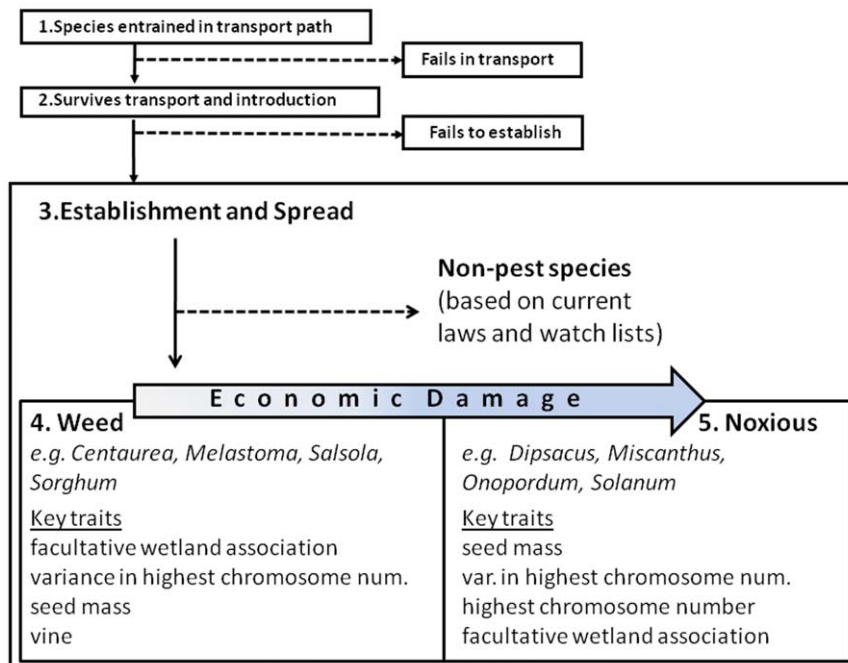 1.Species entrained in transport path
Fails in transport
2.Survives transport and introduction
Fails to establish
3.Establishment and Spread
Non-pest species
(based on current
laws and watch lists)
Economic Damage
4. Weed
e.g. Centaurea, Melastoma, Salsola,
Sorghum
Key traits
facultative wetland association
variance in highest chromosome num.
seed mass
vine
5. Noxious
e.g. Dipsacus, Miscanthus,
Onopordum, Solanum
Key traits
seed mass
var. in highest chromosome num.
highest chromosome number
facultative wetland association